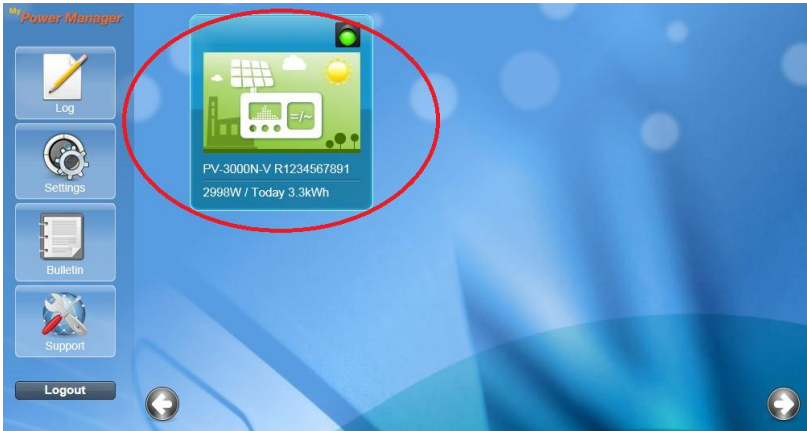 My Power Manager
Log
Settings
Bulletin
Support
Logout
=/~
PV-3000N-V R1234567891
2998W / Today 3.3kWh